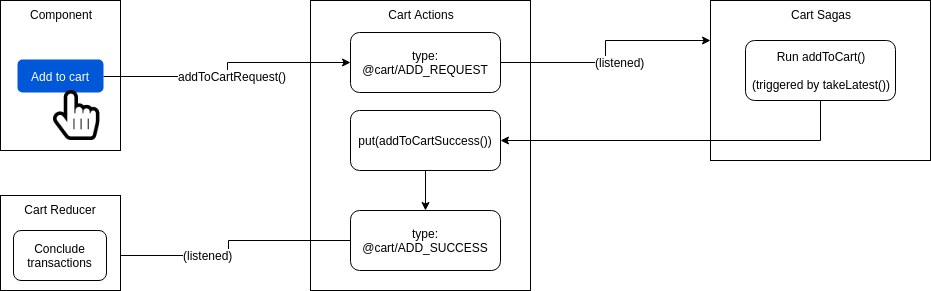 Component
Add to cart
addToCartRequest()
Cart Actions
type:
@cart/ADD_REQUEST
(listened)
Cart Sagas
Run addToCart()
(triggered by takeLatest())
put(addToCartSuccess())
type:
@cart/ADD_SUCCESS
(listened)
Cart Reducer
Conclude
transactions